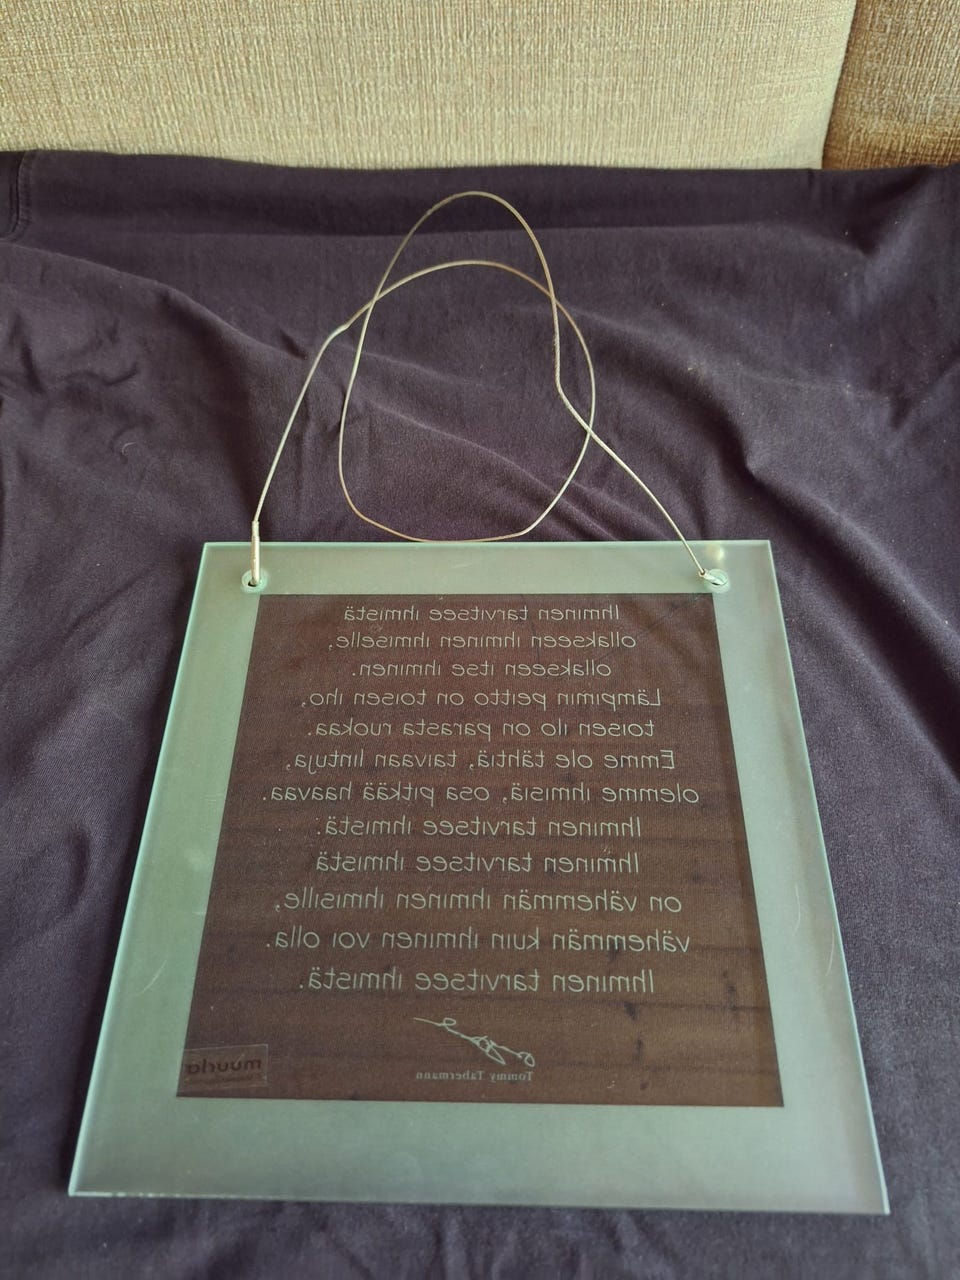 Ihminen tarvitsee ihmistä
ollakseen ihminen ihmiselle,
ollakseen itse ihminen.
Lämpimin peitto on toisen iho,
toisen ilo on parasta ruokaa.
Emme ole tähtiä, taivaan lintuja,
olemme ihmisiä, osa pitkää haavaa.
Ihminen tarvitsee ihmistä.
Ihminen tarvitsee ihmistä
on vähemmän ihminen ihmisille,
vähemmän kuin ihminen voi olla.
Ihminen tarvitsee ihmistä.
Tommy Tabermann
muurla